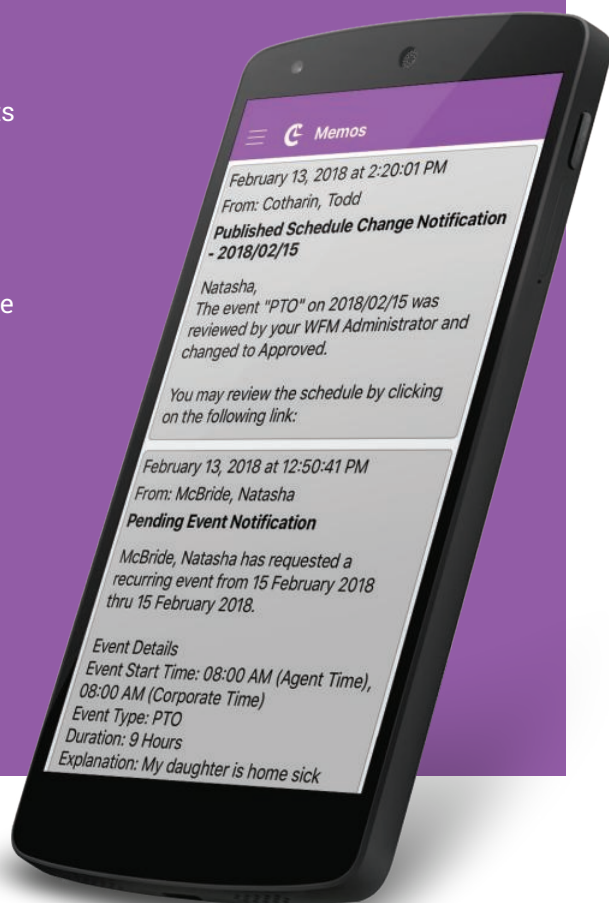 ts
e
Memos
February 13, 2018 at 2:20:01 PM
From: Cotharin, Todd
Published Schedule Change Notification
- 2018/02/15
Natasha,
The event "PTO" on 2018/02/15 was
reviewed by your WFM Administrator and
changed to Approved.
You may review the schedule by clicking
on the following link:
February 13, 2018 at 12:50:41 PM
From: McBride, Natasha
Pending Event Notification
McBride, Natasha has requested a
recurring event from 15 February 2018
thru 15 February 2018.
Event Details
Event Start Time: 08:00 AM (Agent Time),
08:00 AM (Corporate Time)
Event Type: PTO
Duration: 9 Hours
Explanation: My daughter is home sick